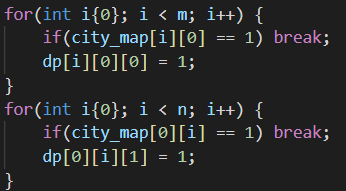 for(int i{0}; i < m; i++) {
    if(city_map[i][0] == 1) break;
    dp[i][0][0] = 1;
}
for(int i{0}; i < n; i++) {
    if(city_map[0][i] == 1) break;
    dp[0][i][1] = 1;
}